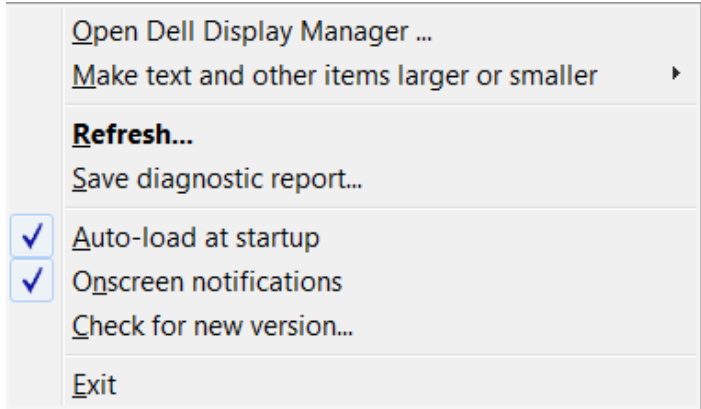 Open Dell Display Manager ...
Make text and other items larger or smaller
Refresh...
Save diagnostic report...
Auto-load at startup
Onscreen notifications
Check for new version...
Exit